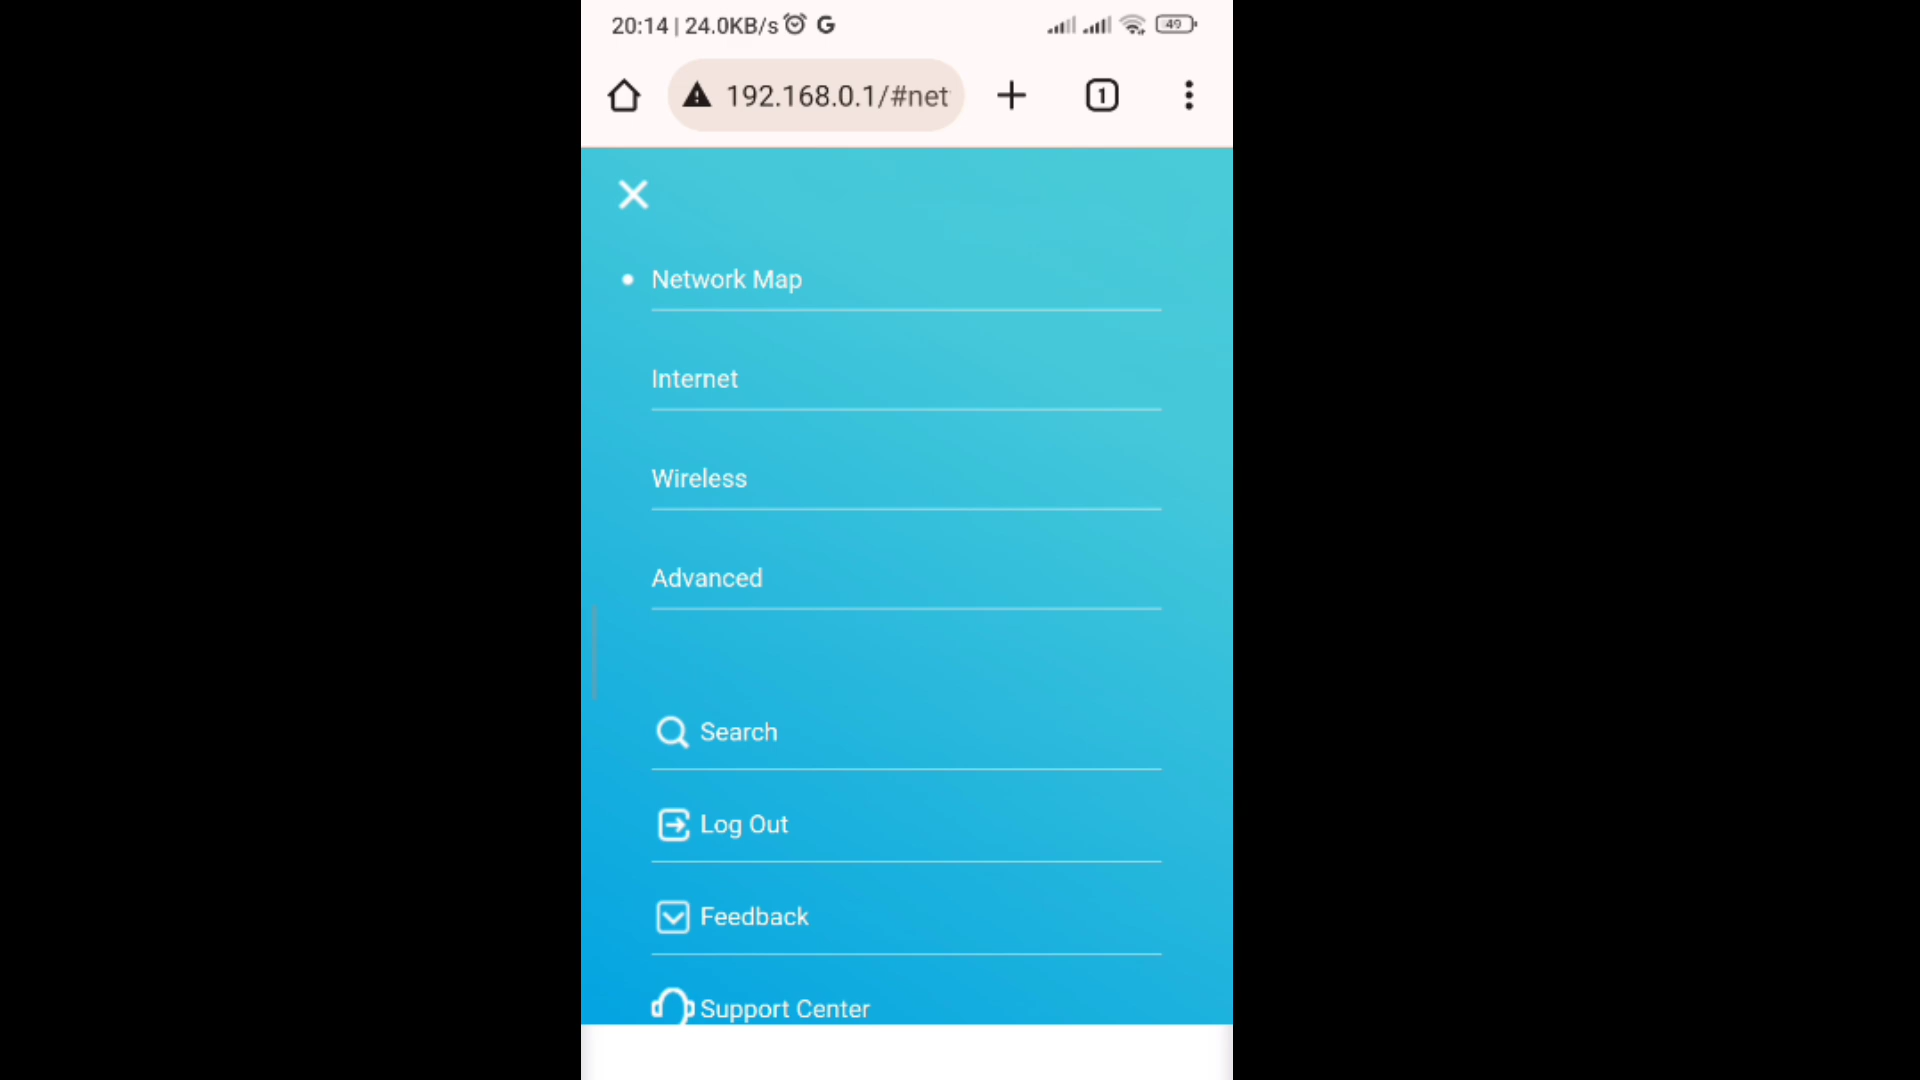 20:14 | 24.0KB/s G 49
192.168.0.1/#net 1
Network Map
Internet
Wireless
Advanced
Search
Log Out
Feedback
Support Center